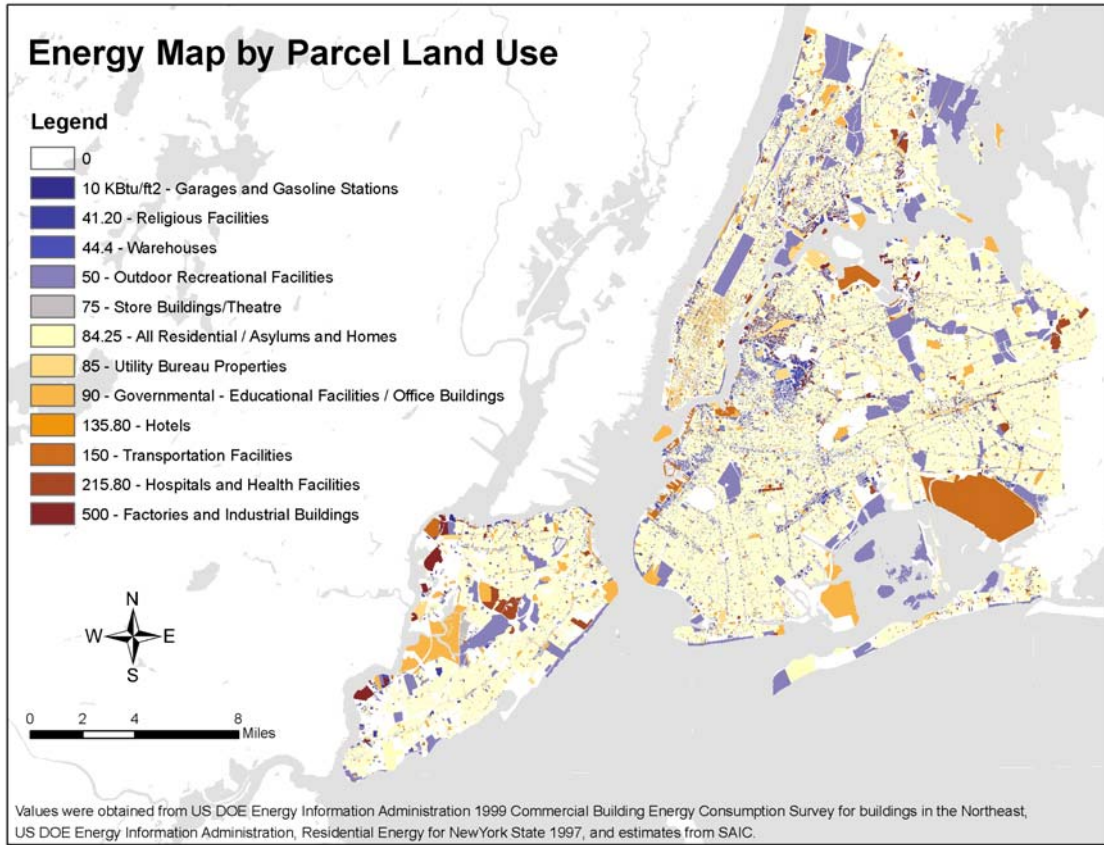 Energy Map by Parcel Land Use
Legend
0
10 KBtu/ft2 - Garages and Gasoline Stations
41.20 - Religious Facilities
44.4 - Warehouses
50 - Outdoor Recreational Facilities
75 - Store Buildings/Theatre
84.25 - All Residential / Asylums and Homes
85 - Utility Bureau Properties
90 - Governmental - Educational Facilities / Office Buildings
135.80 - Hotels
150 - Transportation Facilities
215.80 - Hospitals and Health Facilities
500 - Factories and Industrial Buildings
N
W E
S
0 2 4 8
Miles
Values were obtained from US DOE Energy Information Administration 1999 Commercial Building Energy Consumption Survey for buildings in the Northeast,
US DOE Energy Information Administration, Residential Energy for NewYork State 1997, and estimates from SAIC.